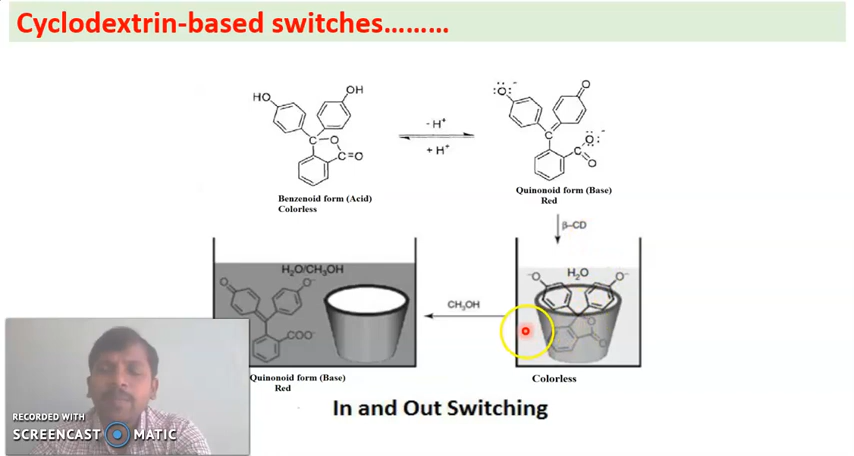 Cyclodextrin-based switches.........
HO
OH
C
O
C=O
- H⁺
+ H⁺
:O:⁻
O
C
O:⁻
C
O
Benzenoid form (Acid)
Colorless
Quinonoid form (Base)
Red
β-CD
H₂O/CH₃OH
O
O⁻
COO⁻
CH₃OH
H₂O
⁻O
O⁻
O
O
Quinonoid form (Base)
Red
Colorless
In and Out Switching
RECORDED WITH
SCREENCAST MATIC